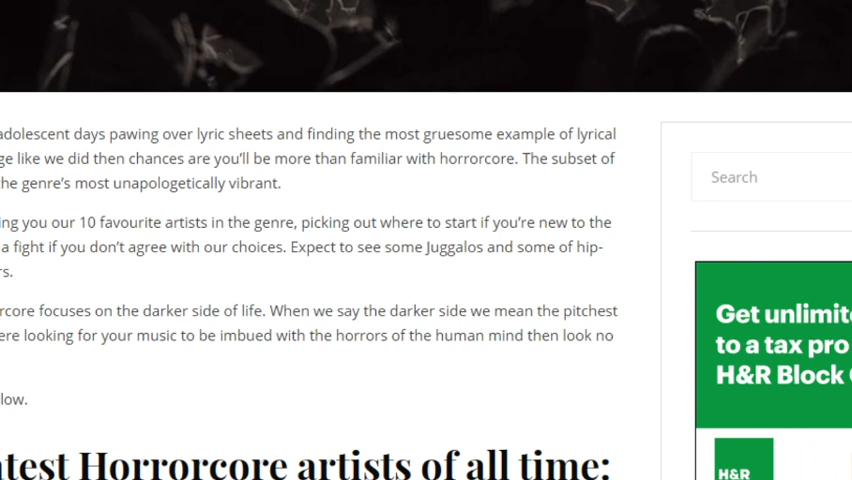 adolescent days pawing over lyric sheets and finding the most gruesome example of lyrical
ge like we did then chances are you'll be more than familiar with horrorcore. The subset of
the genre's most unapologetically vibrant.
ing you our 10 favourite artists in the genre, picking out where to start if you're new to the
a fight if you don't agree with our choices. Expect to see some Juggalos and some of hip-
rs.
rcore focuses on the darker side of life. When we say the darker side we mean the pitchest
ere looking for your music to be imbued with the horrors of the human mind then look no
low.
atest Horrorcore artists of all time:
Search
Get unlimite
to a tax pro
H&R Block
H&R